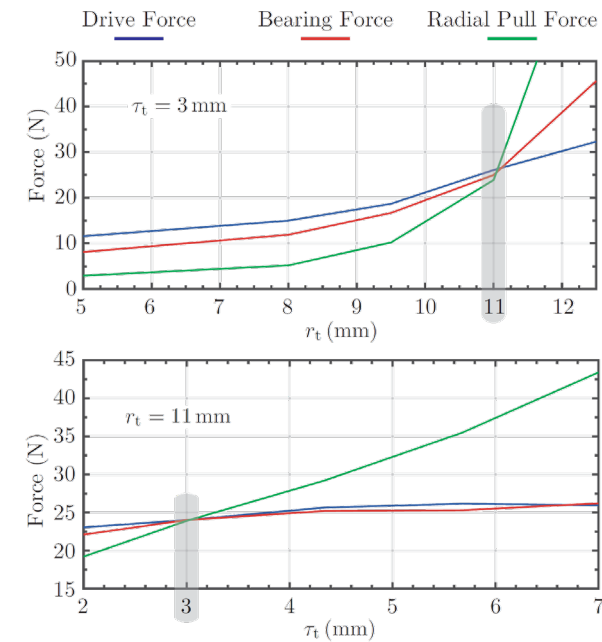 Drive Force Bearing Force Radial Pull Force
50
40
30
20
10
0
Force (N)
τt = 3 mm
5 6 7 8 9 10 11 12
rt (mm)
45
40
35
30
25
20
15
Force (N)
rt = 11 mm
2 3 4 5 6 7
τt (mm)